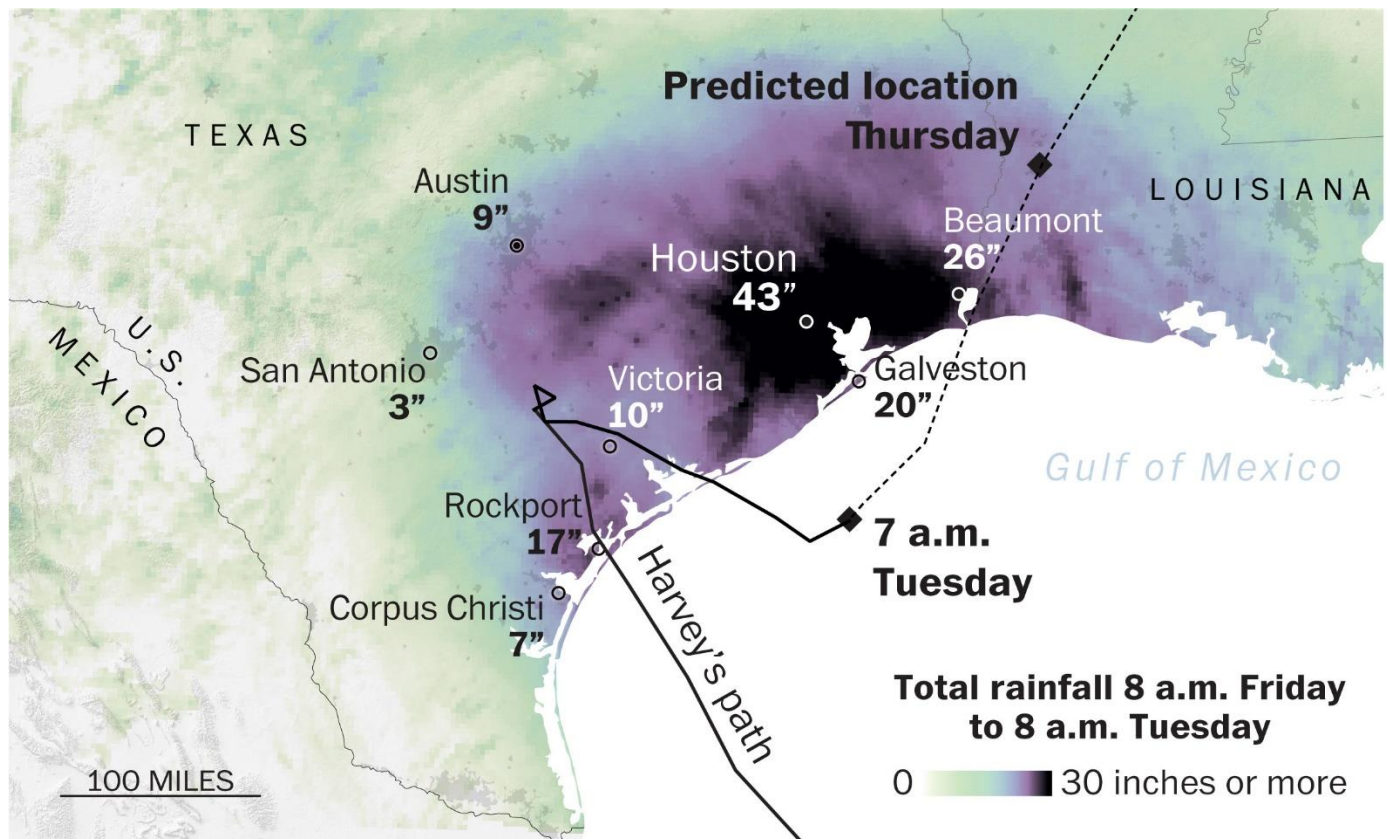 Predicted location
Thursday
TEXAS
LOUISIANA
Austin
9”
Beaumont
26”
Houston
43”
U.S.
MEXICO
San Antonio
3”
Victoria
10”
Galveston
20”
Gulf of Mexico
Rockport
17”
7 a.m.
Tuesday
Harvey’s path
Corpus Christi
7”
Total rainfall 8 a.m. Friday
to 8 a.m. Tuesday
100 MILES
0 30 inches or more